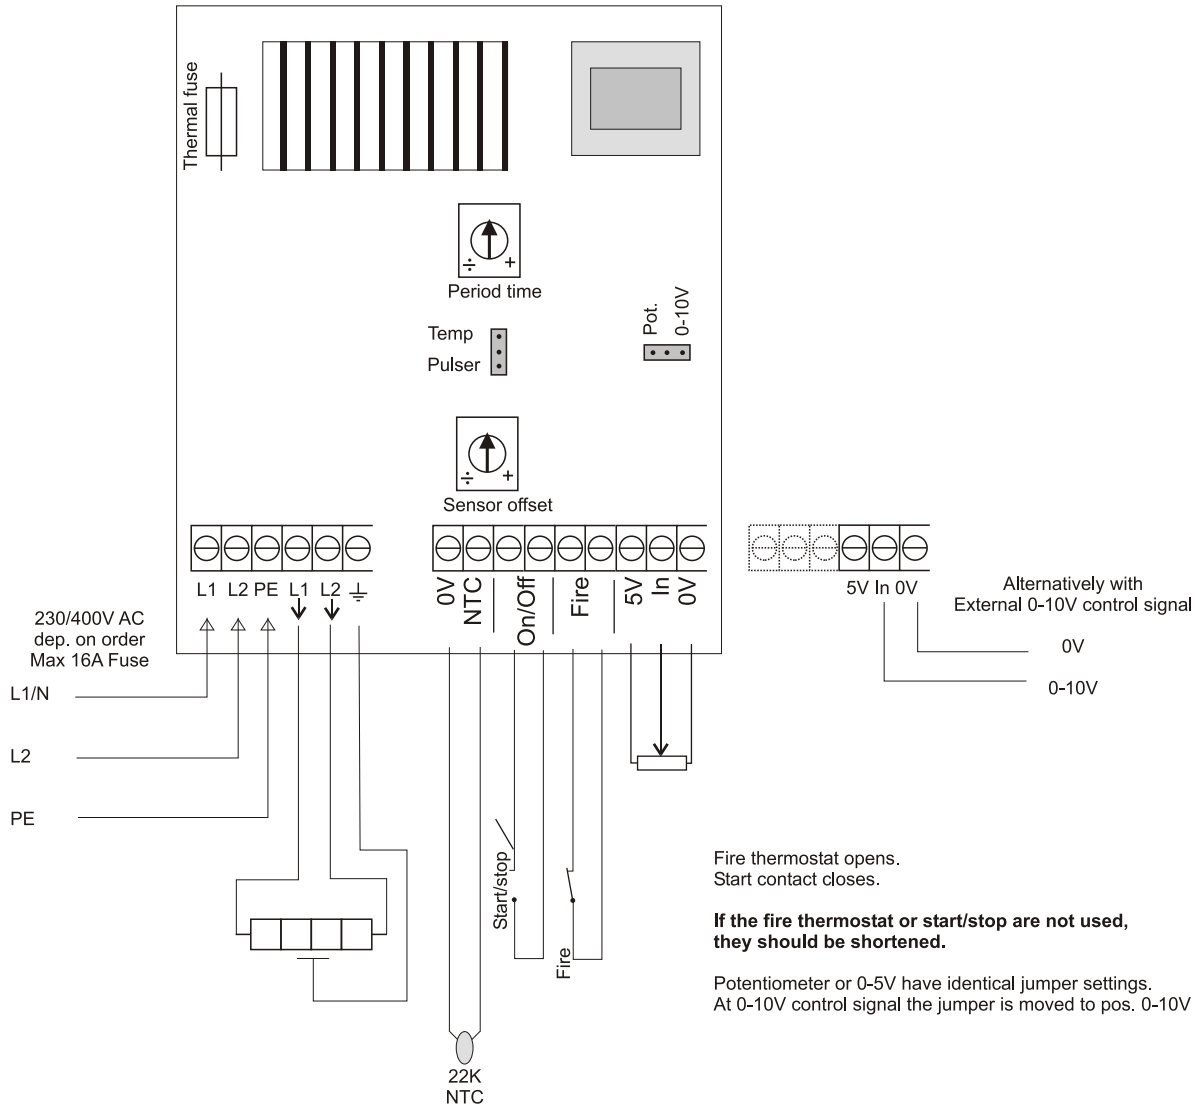 Thermal fuse
÷ +
Period time
Temp
Pulser
Pot.
0-10V
÷ +
Sensor offset
L1 L2 PE L1 L2
0V
NTC
On/Off
Fire
5V
In
0V
5V In 0V
Alternatively with
External 0-10V control signal
0V
0-10V
230/400V AC
dep. on order
Max 16A Fuse
L1/N
L2
PE
Start/stop
Fire
22K
NTC
Fire thermostat opens.
Start contact closes.
If the fire thermostat or start/stop are not used,
they should be shortened.
Potentiometer or 0-5V have identical jumper settings.
At 0-10V control signal the jumper is moved to pos. 0-10V